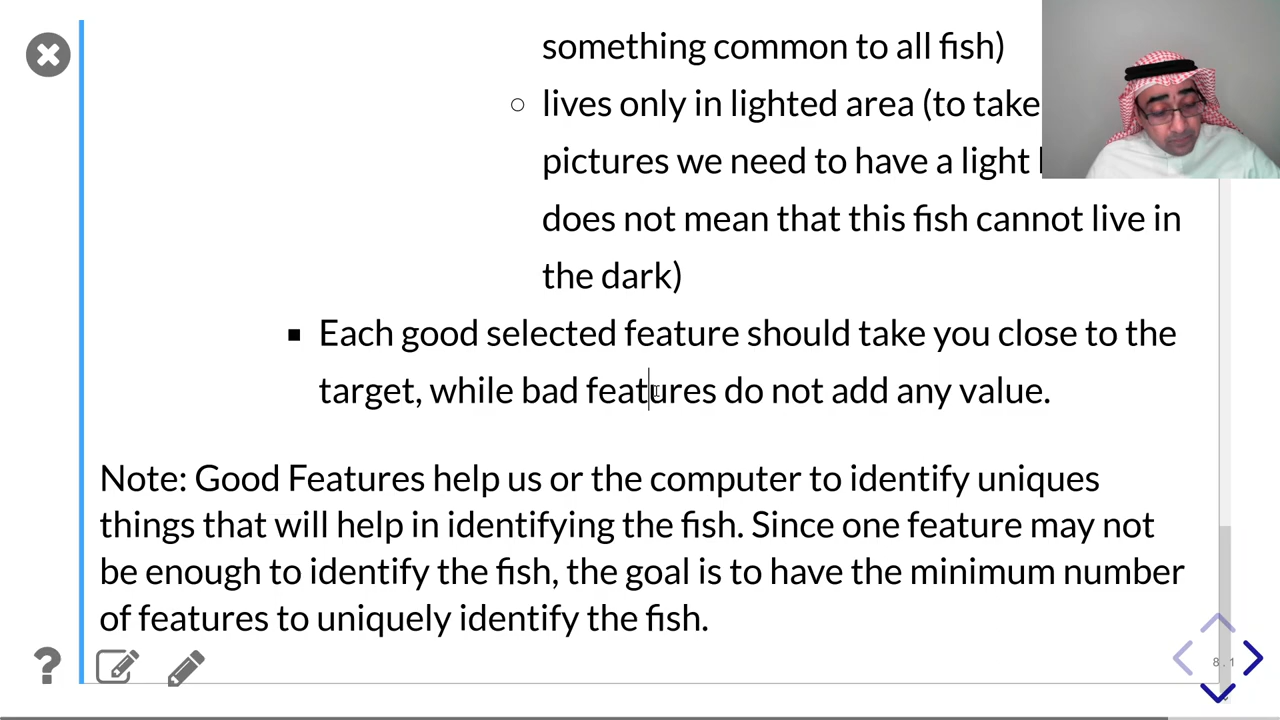 something common to all fish)
lives only in lighted area (to take
pictures we need to have a light
does not mean that this fish cannot live in
the dark)
Each good selected feature should take you close to the
target, while bad features do not add any value.
Note: Good Features help us or the computer to identify uniques
things that will help in identifying the fish. Since one feature may not
be enough to identify the fish, the goal is to have the minimum number
of features to uniquely identify the fish.